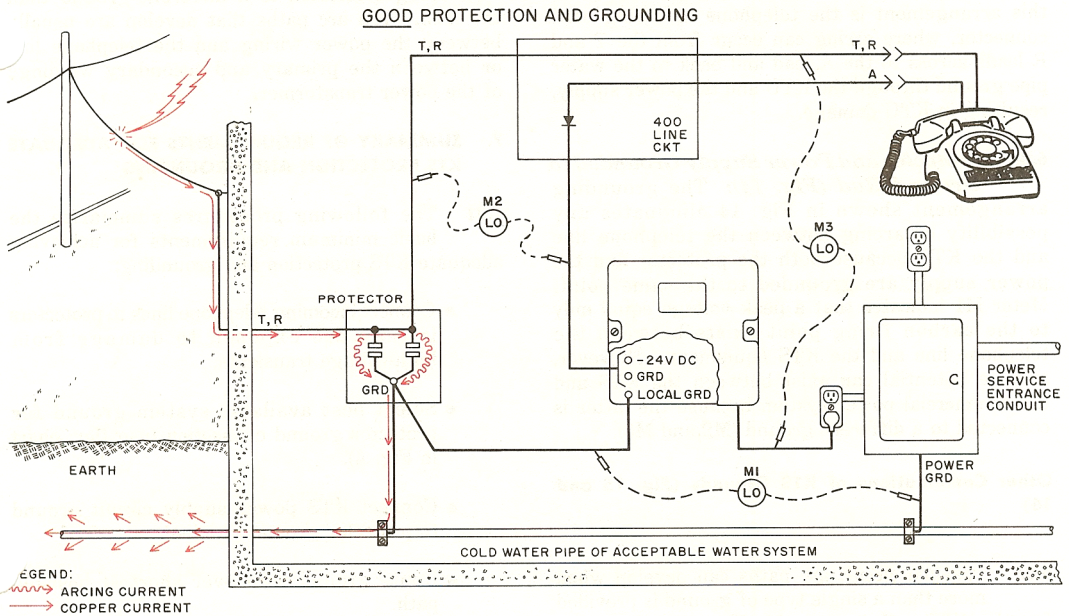 GOOD PROTECTION AND GROUNDING
T, R
T, R
A
400
LINE
CKT
M2
LO
M3
LO
PROTECTOR
T, R
GRD
-24V DC
GRD
LOCAL GRD
POWER
SERVICE
ENTRANCE
CONDUIT
EARTH
M1
LO
POWER
GRD
COLD WATER PIPE OF ACCEPTABLE WATER SYSTEM
EGEND:
ARCING CURRENT
COPPER CURRENT